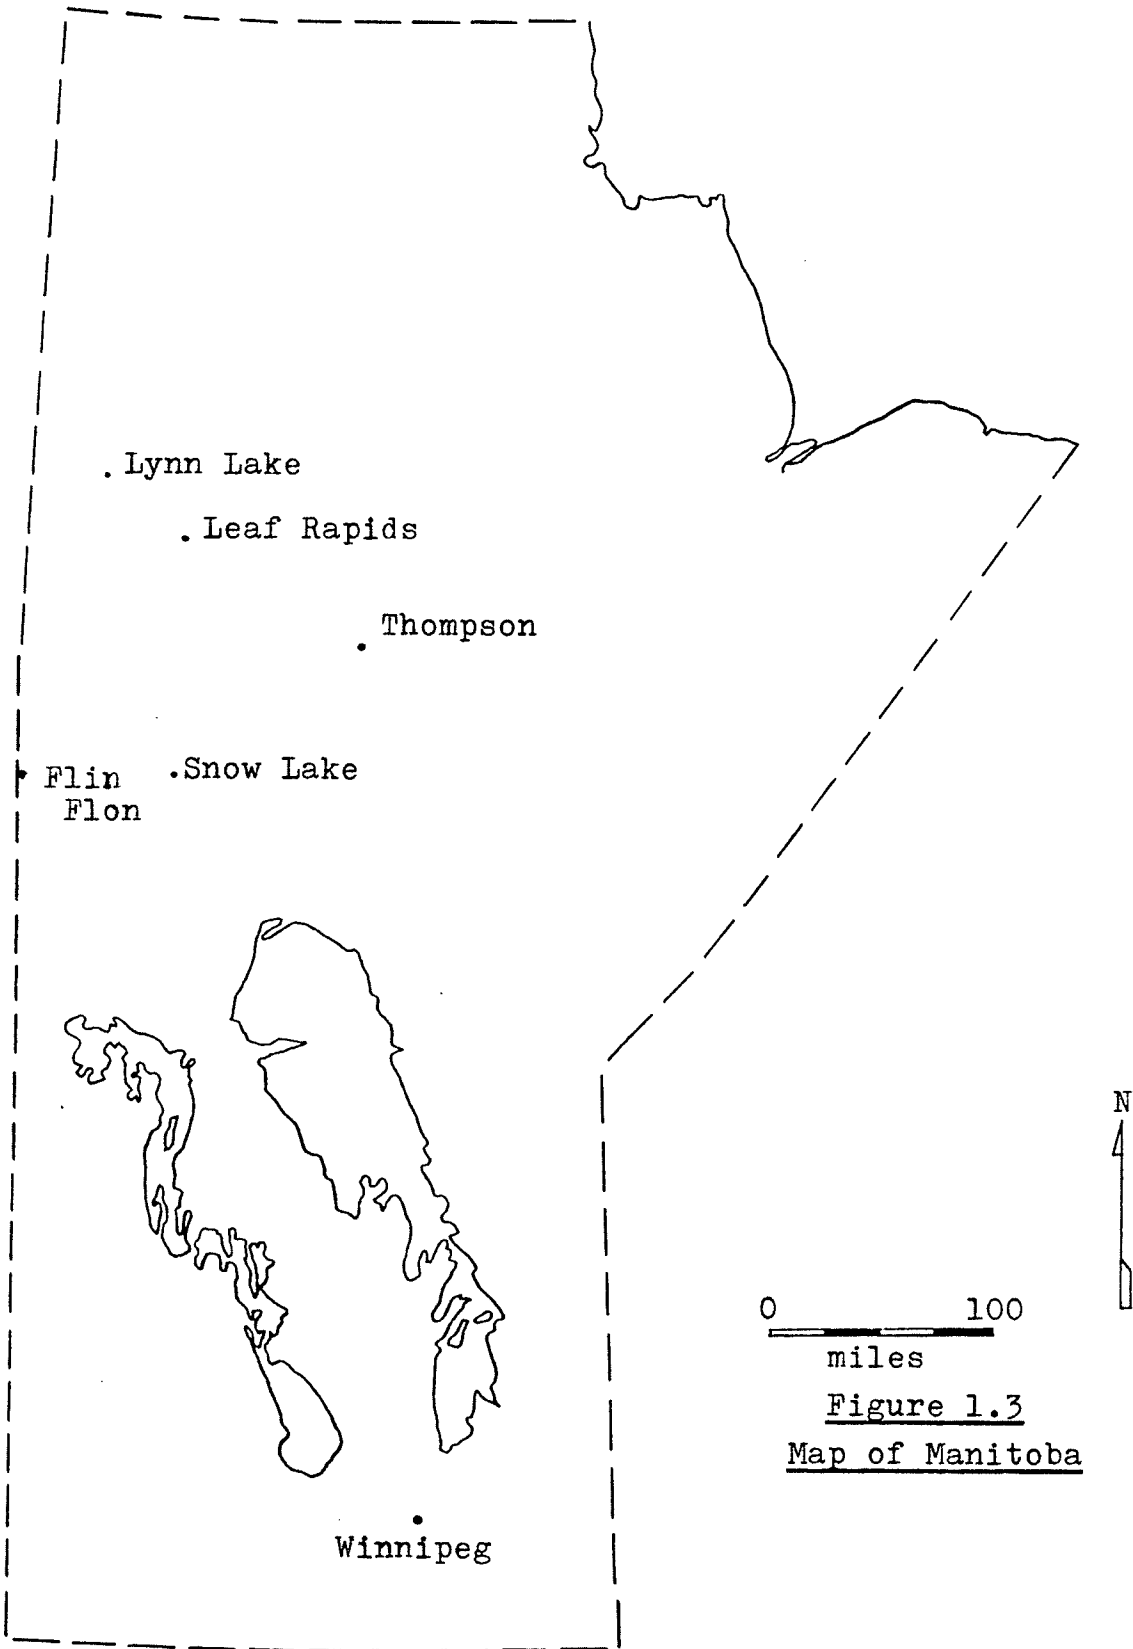 Lynn Lake
Leaf Rapids
Thompson
Flin
Flon
Snow Lake
N
0 100
miles
Figure 1.3
Map of Manitoba
Winnipeg